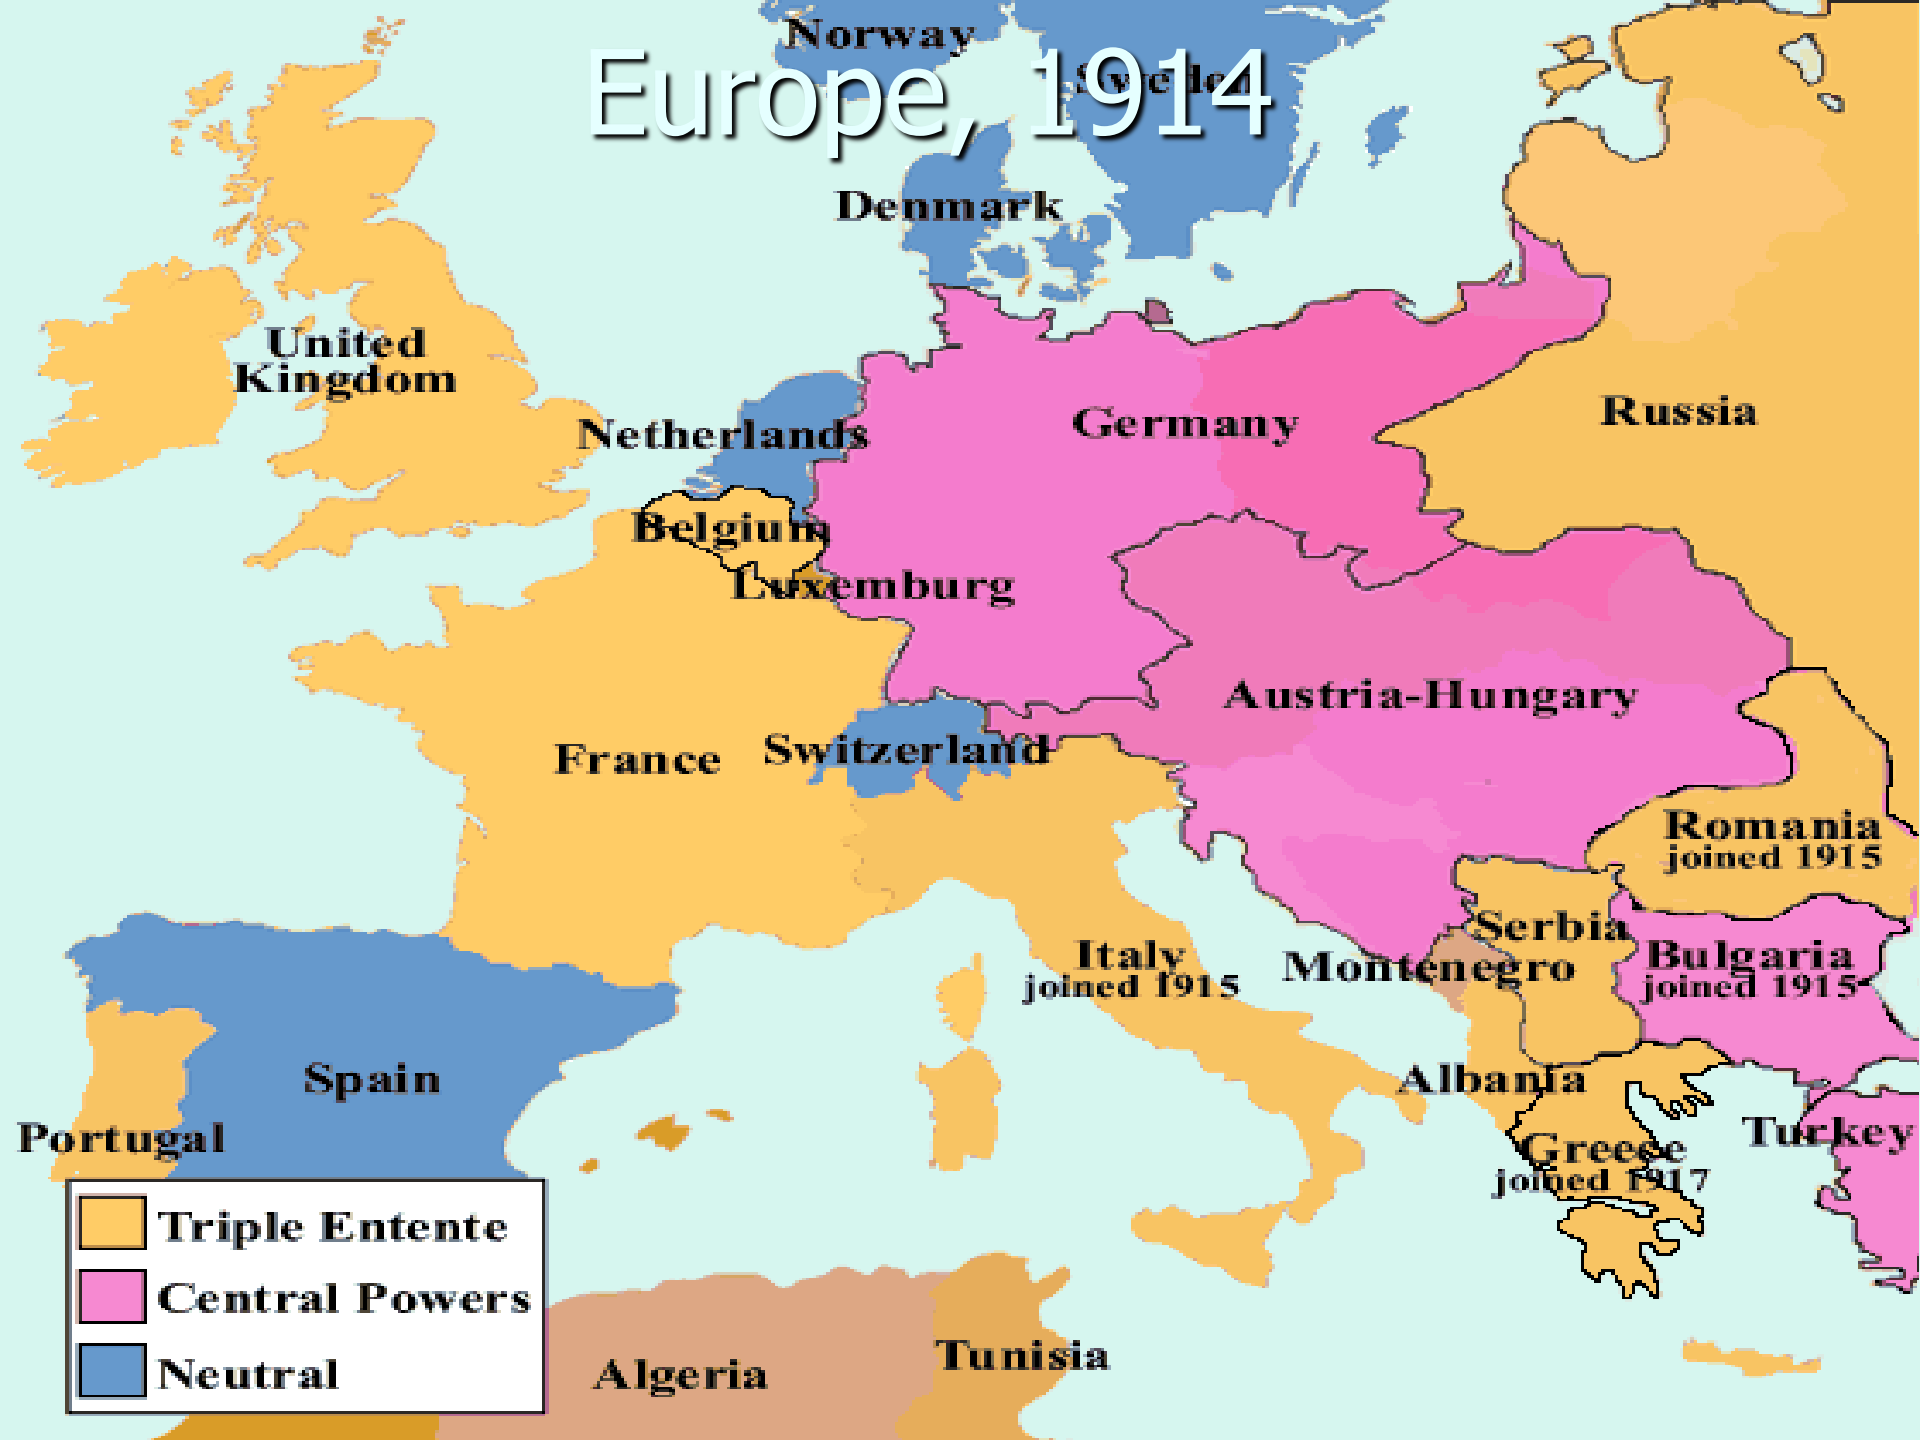 Norway
Sweden
Europe, 1914
Denmark
United
Kingdom
Netherlands
Germany
Russia
Belgium
Luxemburg
Austria-Hungary
France
Switzerland
Romania
joined 1915
Serbia
Italy
joined 1915
Montenegro
Bulgaria
joined 1915
Spain
Albania
Portugal
Turkey
Greece
joined 1917
Triple Entente
Central Powers
Neutral
Algeria
Tunisia